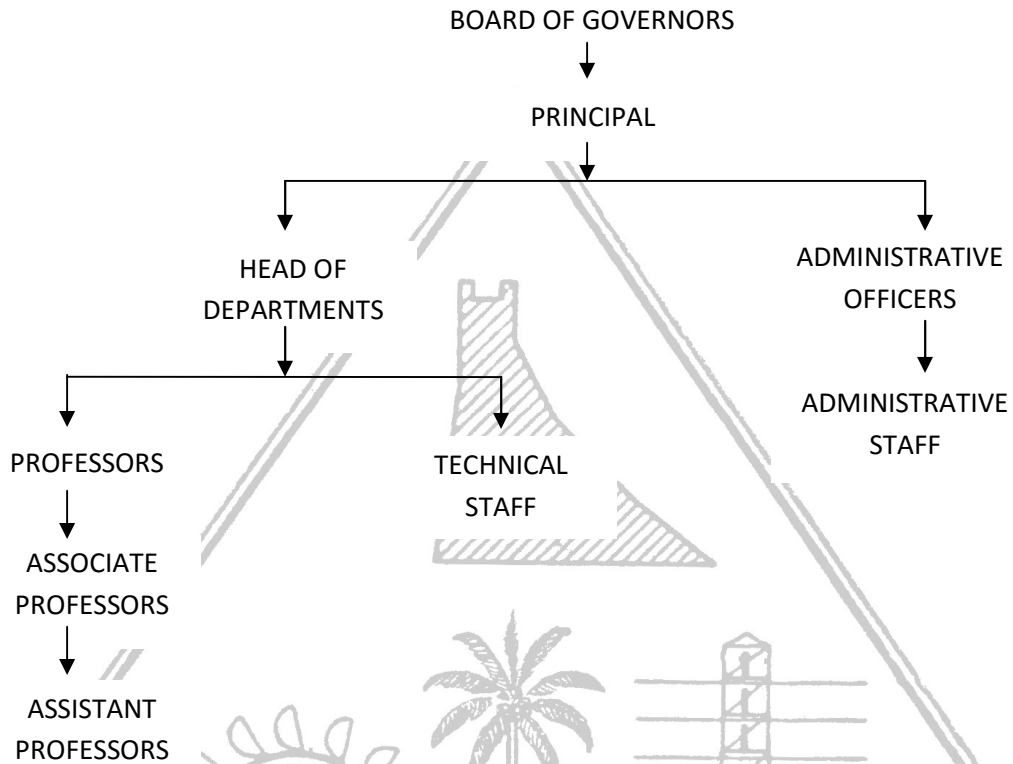 BOARD OF GOVERNORS
PRINCIPAL
HEAD OF
DEPARTMENTS
ADMINISTRATIVE
OFFICERS
ADMINISTRATIVE
STAFF
PROFESSORS
TECHNICAL
STAFF
ASSOCIATE
PROFESSORS
ASSISTANT
PROFESSORS